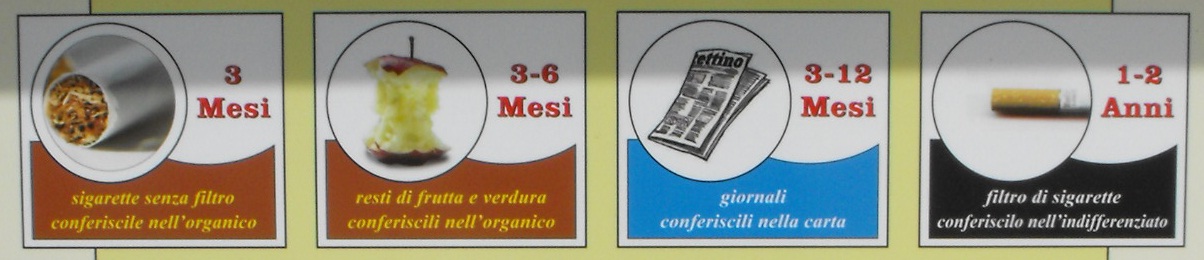 3
Mesi
sigarette senza filtro
conferiscile nell'organico
3-6
Mesi
resti di frutta e verdura
conferiscili nell'organico
ettino
3-12
Mesi
giornali
conferiscili nella carta
1-2
Anni
filtro di sigarette
conferiscilo nell'indifferenziato